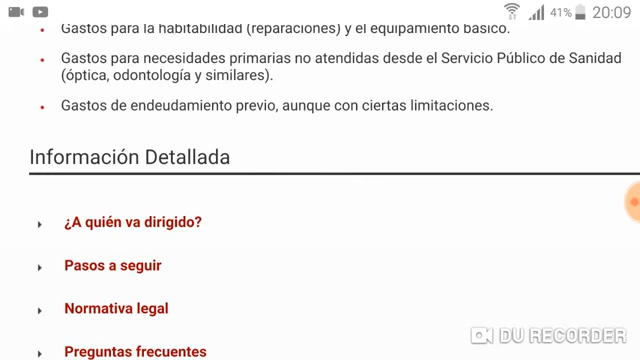 41% 20:09
Gastos para la habitabilidad (reparaciones) y el equipamiento básico.
Gastos para necesidades primarias no atendidas desde el Servicio Público de Sanidad
(óptica, odontología y similares).
Gastos de endeudamiento previo, aunque con ciertas limitaciones.
Información Detallada
¿A quién va dirigido?
Pasos a seguir
Normativa legal
DU RECORDER
Preguntas frecuentes